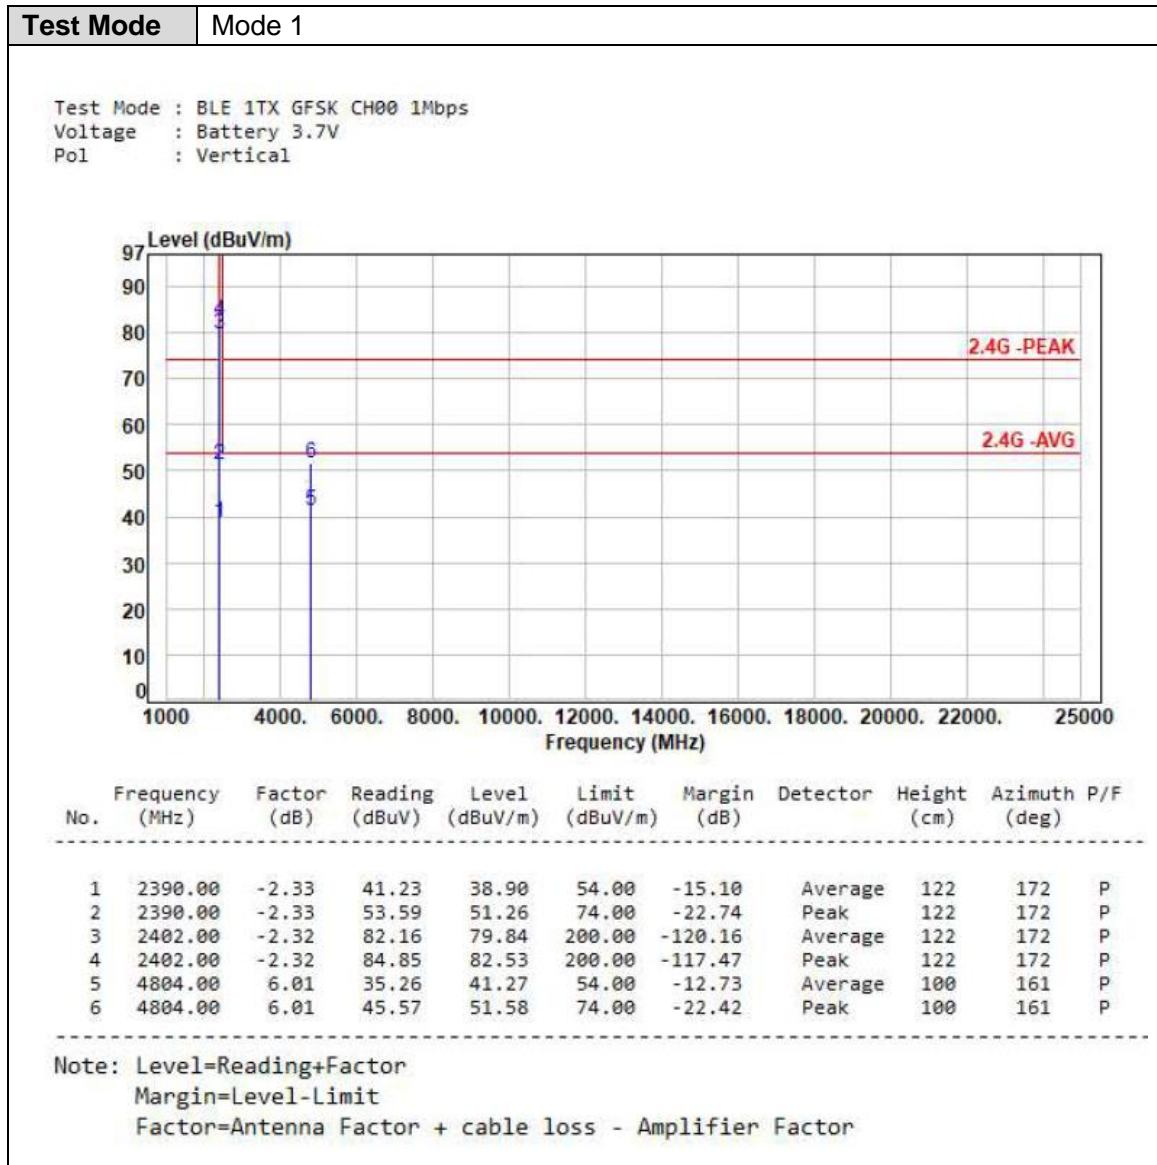 Test Mode Mode 1
Test Mode : BLE 1TX GFSK CH00 1Mbps
Voltage : Battery 3.7V
Pol : Vertical
97 Level (dBuV/m)
90
80
2.4G -PEAK
70
60
2.4G -AVG
50
40
30
20
10
0
4
3
2
6
5
1
1000 4000. 6000. 8000. 10000. 12000. 14000. 16000. 18000. 20000. 22000. 25000
Frequency (MHz)
Frequency Factor Reading Level Limit Margin Detector Height Azimuth P/F
No. (MHz) (dB) (dBuV) (dBuV/m) (dBuV/m) (dB) (cm) (deg)
1 2390.00 -2.33 41.23 38.90 54.00 -15.10 Average 122 172 P
2 2390.00 -2.33 53.59 51.26 74.00 -22.74 Peak 122 172 P
3 2402.00 -2.32 82.16 79.84 200.00 -120.16 Average 122 172 P
4 2402.00 -2.32 84.85 82.53 200.00 -117.47 Peak 122 172 P
5 4804.00 6.01 35.26 41.27 54.00 -12.73 Average 100 161 P
6 4804.00 6.01 45.57 51.58 74.00 -22.42 Peak 100 161 P
Note: Level=Reading+Factor
Margin=Level-Limit
Factor=Antenna Factor + cable loss - Amplifier Factor